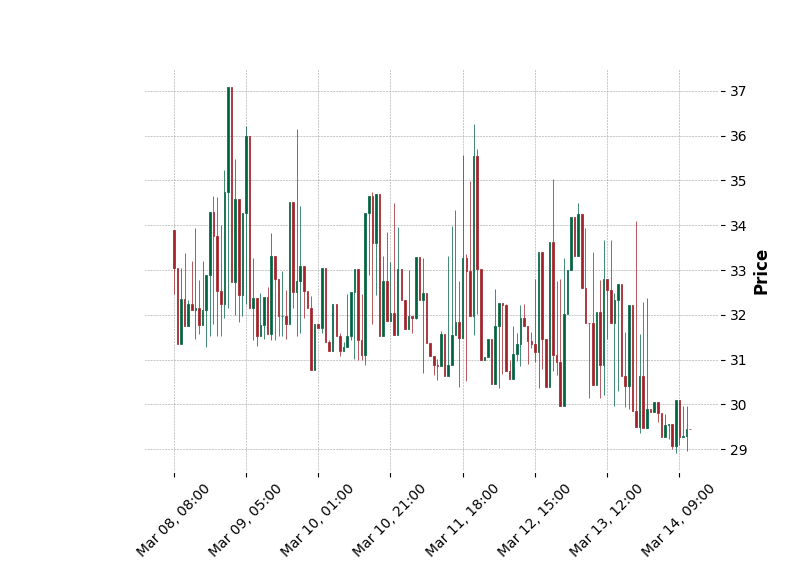 37
36
35
34
33
32
31
30
29
Price
Mar 08, 08:00
Mar 09, 05:00
Mar 10, 01:00
Mar 10, 21:00
Mar 11, 18:00
Mar 12, 15:00
Mar 13, 12:00
Mar 14, 09:00